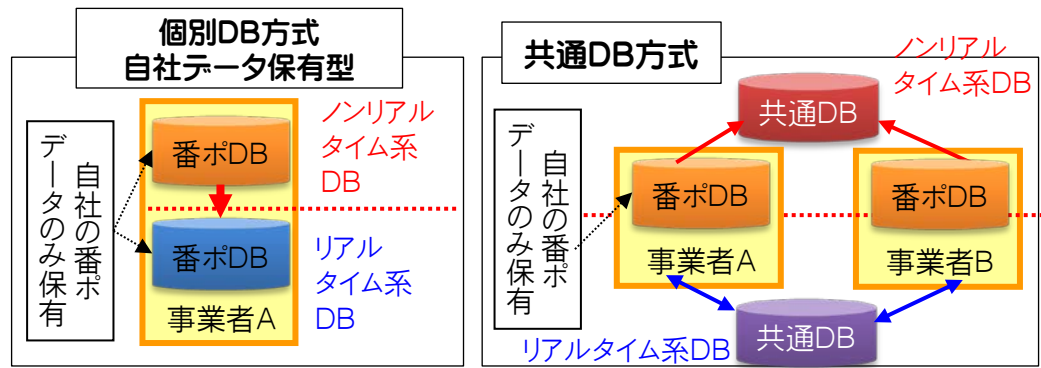 個別DB方式
自社データ保有型
自社の番ポ
データのみ保有
番ポDB
ノンリアル
タイム系
DB
番ポDB
リアル
タイム系
DB
事業者A
共通DB方式
ノンリアル
タイム系DB
共通DB
自社の番ポ
データのみ保有
番ポDB
事業者A
番ポDB
事業者B
リアルタイム系DB
共通DB